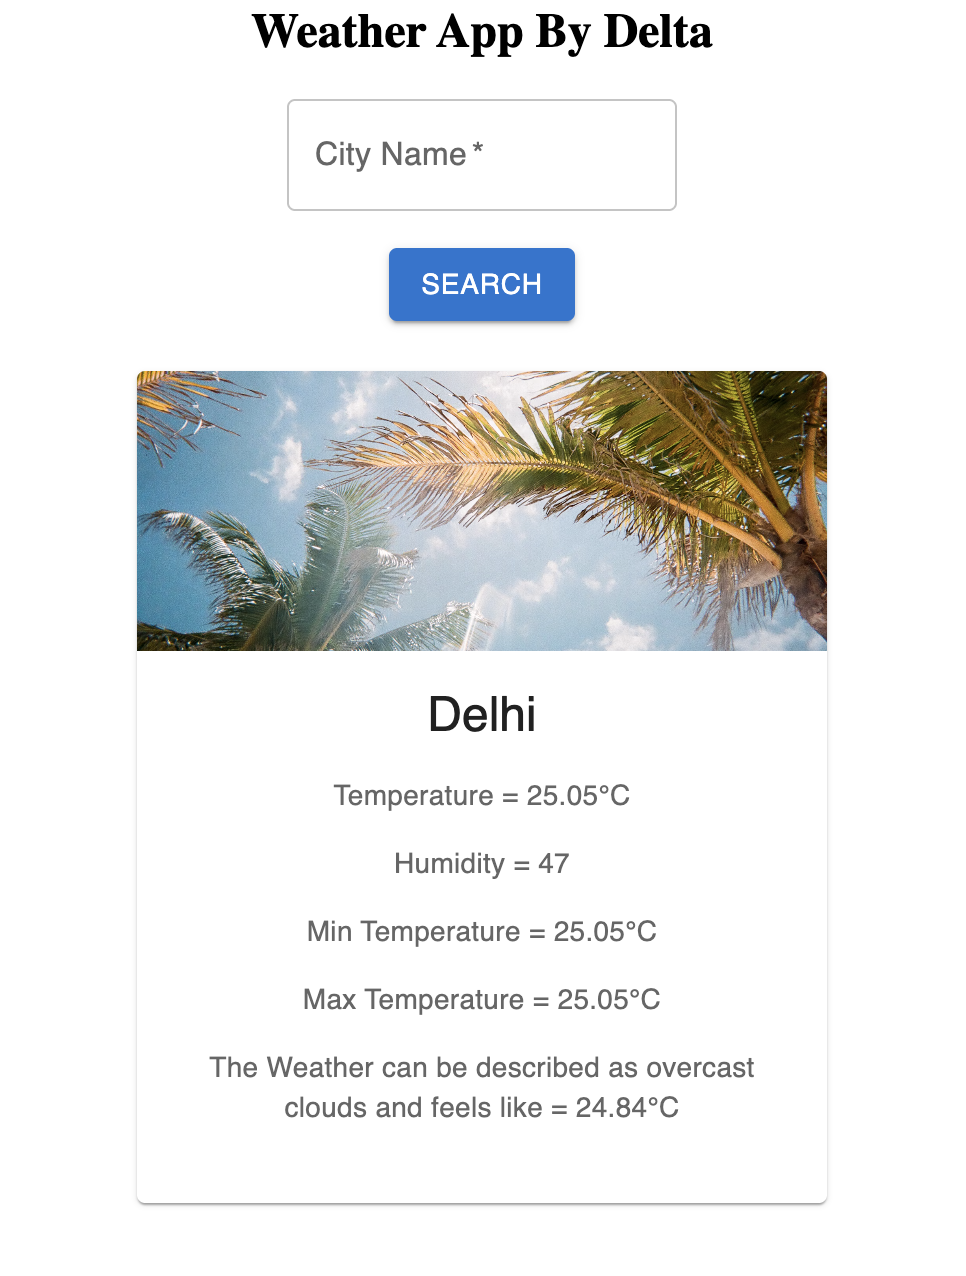 Weather App By Delta
City Name *
SEARCH
Delhi
Temperature = 25.05°C
Humidity = 47
Min Temperature = 25.05°C
Max Temperature = 25.05°C
The Weather can be described as overcast
clouds and feels like = 24.84°C